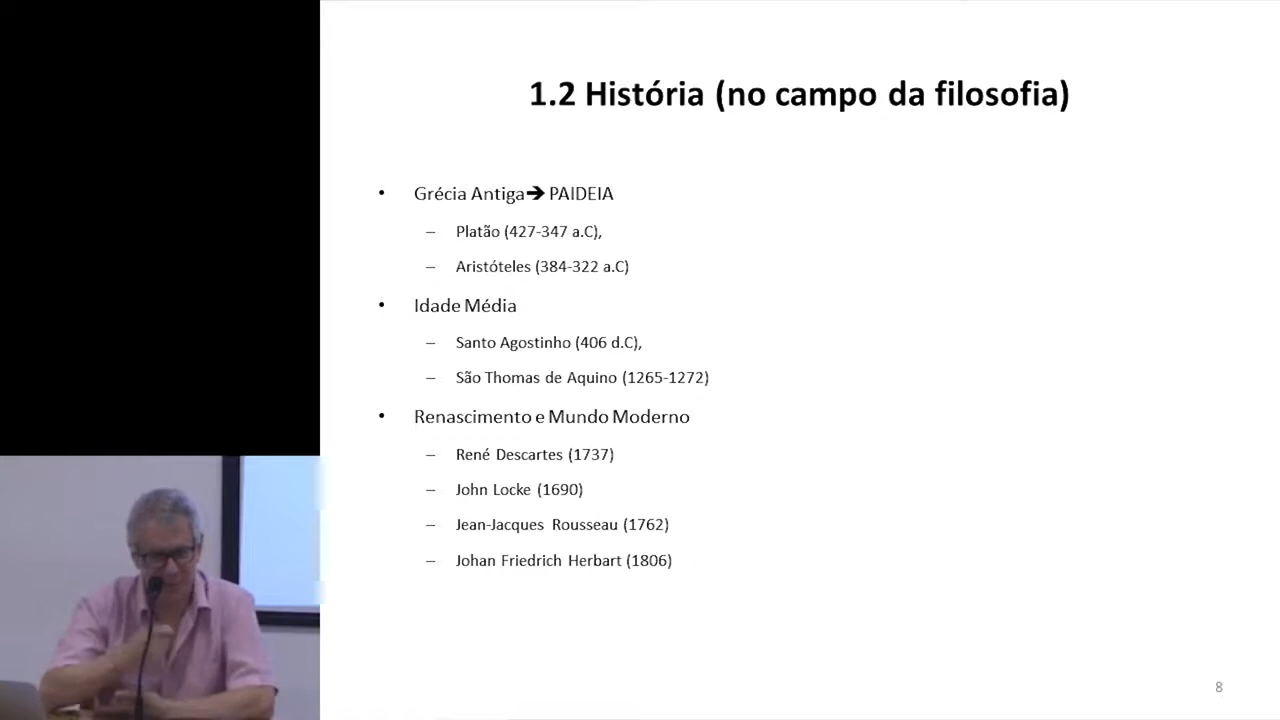 1.2 História (no campo da filosofia)
• Grécia Antiga➔ PAIDEIA
– Platão (427-347 a.C),
– Aristóteles (384-322 a.C)
• Idade Média
– Santo Agostinho (406 d.C),
– São Thomas de Aquino (1265-1272)
• Renascimento e Mundo Moderno
– René Descartes (1737)
– John Locke (1690)
– Jean-Jacques Rousseau (1762)
– Johan Friedrich Herbart (1806)
8